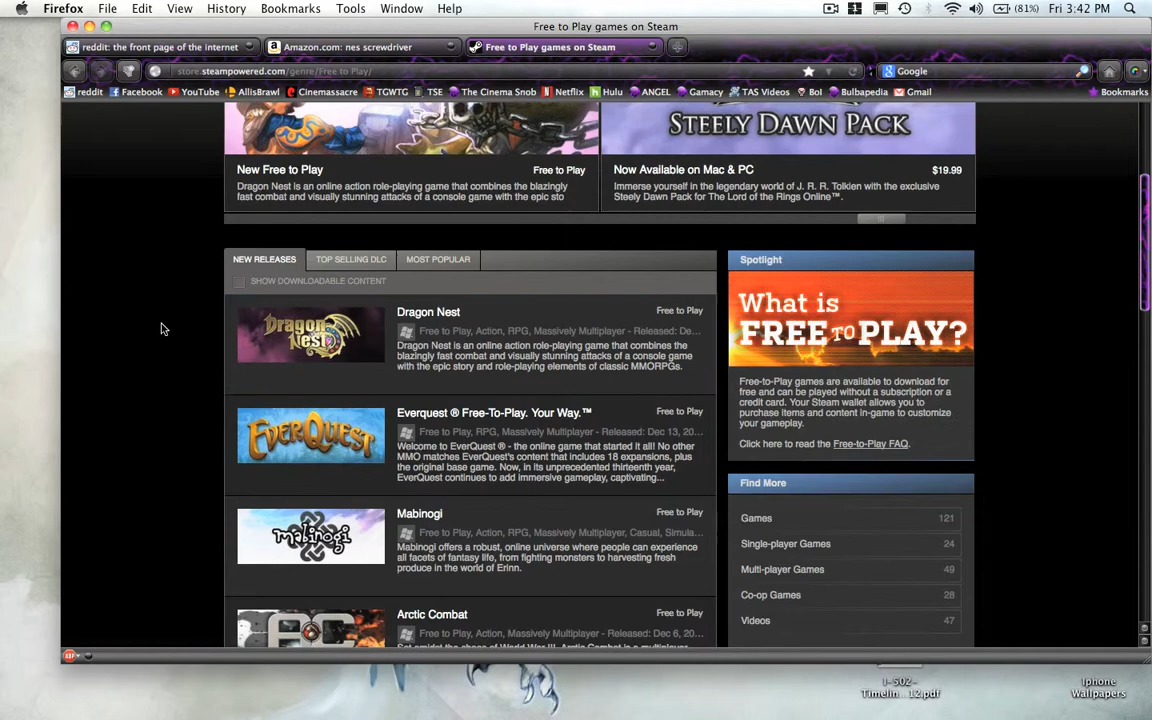 Firefox File Edit View History Bookmarks Tools Window Help (81%) Fri 3:42 PM
Free to Play games on Steam
reddit: the front page of the internet Amazon.com: nes screwdriver Free to Play games on Steam
store.steampowered.com/genre/Free to Play/ Google
reddit Facebook YouTube AllisBrawl Cinemassacre TGWTG TSE The Cinema Snob Netflix Hulu ANGEL Gamacy TAS Videos BoI Bulbapedia Gmail Bookmarks
STEELY DAWN PACK
New Free to Play Free to Play
Dragon Nest is an online action role-playing game that combines the blazingly
fast combat and visually stunning attacks of a console game with the epic sto
Now Available on Mac & PC $19.99
Immerse yourself in the legendary world of J. R. R. Tolkien with the exclusive
Steely Dawn Pack for The Lord of the Rings Online™.
NEW RELEASES TOP SELLING DLC MOST POPULAR
SHOW DOWNLOADABLE CONTENT
Dragon Nest
Dragon Nest Free to Play
Free to Play, Action, RPG, Massively Multiplayer - Released: De...
Dragon Nest is an online action role-playing game that combines the
blazingly fast combat and visually stunning attacks of a console game
with the epic story and role-playing elements of classic MMORPGs.
EVERQUEST
Everquest ® Free-To-Play. Your Way.™ Free to Play
Free to Play, RPG, Massively Multiplayer - Released: Dec 13, 20...
Welcome to EverQuest ® - the online game that started it all! No other
MMO matches EverQuest's content that includes 18 expansions, plus
the original base game. Now, in its unprecedented thirteenth year,
EverQuest continues to add immersive gameplay, captivating...
mabinogi
Mabinogi Free to Play
Free to Play, Action, RPG, Massively Multiplayer, Casual, Simula...
Mabinogi offers a robust, online universe where people can experience
all facets of fantasy life, from fighting monsters to harvesting fresh
produce in the world of Erinn.
Arctic Combat Free to Play
Free to Play, Action, RPG, Massively Multiplayer - Released: Dec 6, 20...
Spotlight
What is
FREE TO PLAY?
Free-to-Play games are available to download for
free and can be played without a subscription or a
credit card. Your Steam wallet allows you to
purchase items and content in-game to customize
your gameplay.
Click here to read the Free-to-Play FAQ.
Find More
Games 121
Single-player Games 24
Multi-player Games 49
Co-op Games 28
Videos 47
ABP
I-502-
Timelin...12.pdf
Iphone
Wallpapers